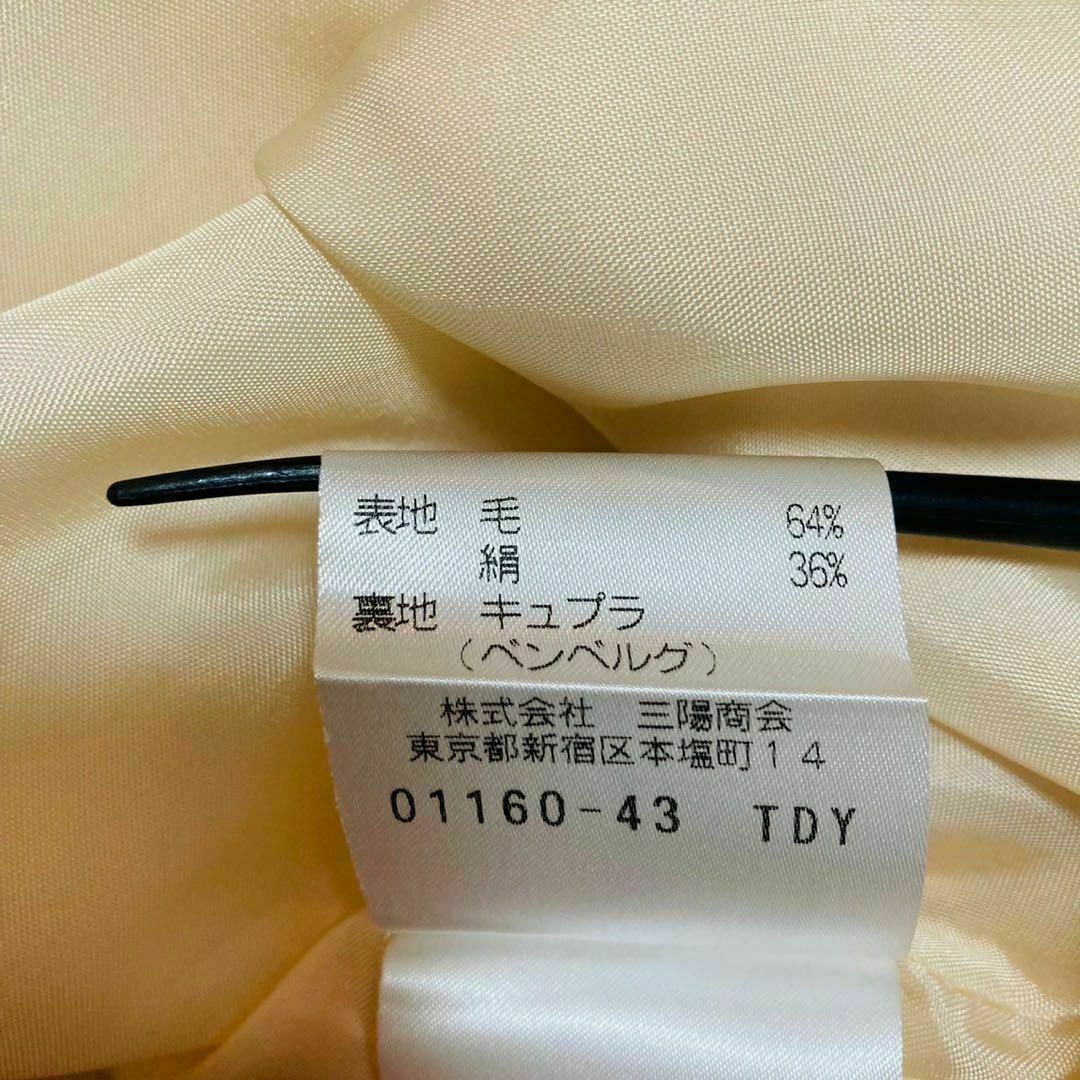 表地 毛 64%
絹 36%
裏地 キュプラ
(ベンベルグ)
株式会社 三陽商会
東京都新宿区本塩町14
01160-43 TDY